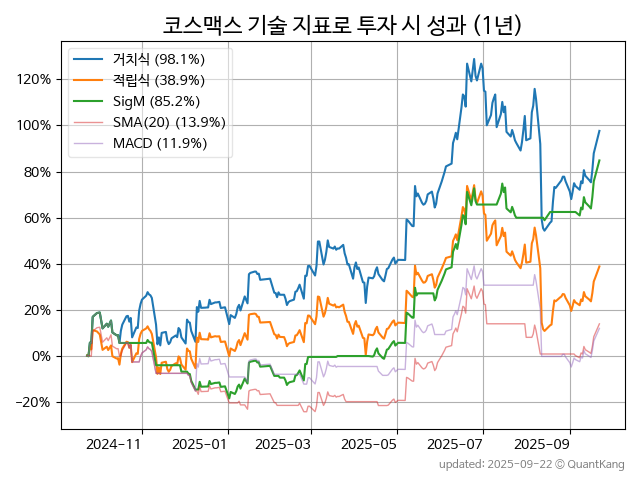 코스맥스 기술 지표로 투자 시 성과 (1년)
거치식 (98.1%)
적립식 (38.9%)
SigM (85.2%)
SMA(20) (13.9%)
MACD (11.9%)
120%
100%
80%
60%
40%
20%
0%
−20%
2024-11 2025-01 2025-03 2025-05 2025-07 2025-09
updated: 2025-09-22 © QuantKang